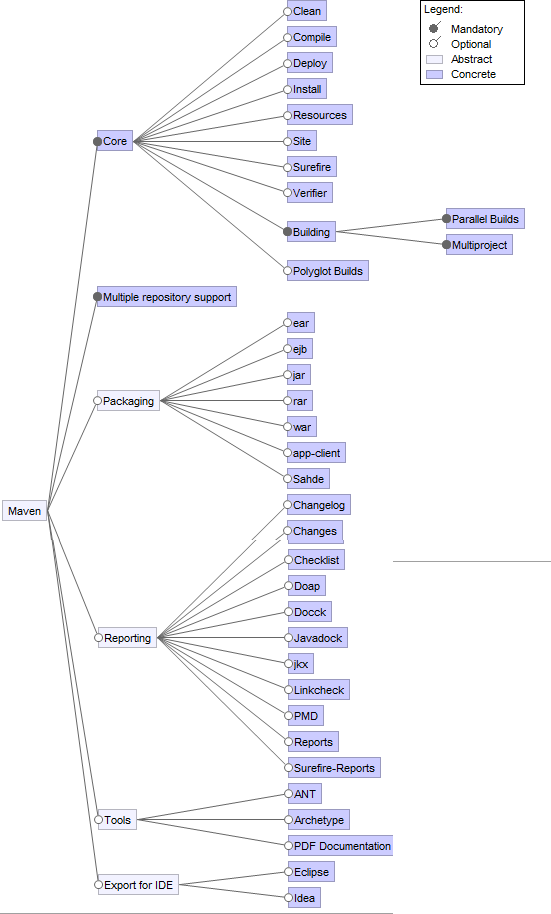 Legend:
Mandatory
Optional
Abstract
Concrete
Maven
Core
Clean
Compile
Deploy
Install
Resources
Site
Surefire
Verifier
Building
Parallel Builds
Multiproject
Polyglot Builds
Multiple repository support
Packaging
ear
ejb
jar
rar
war
app-client
Sahde
Reporting
Changelog
Changes
Checklist
Doap
Docck
Javadock
jkx
Linkcheck
PMD
Reports
Surefire-Reports
Tools
ANT
Archetype
PDF Documentation
Export for IDE
Eclipse
Idea